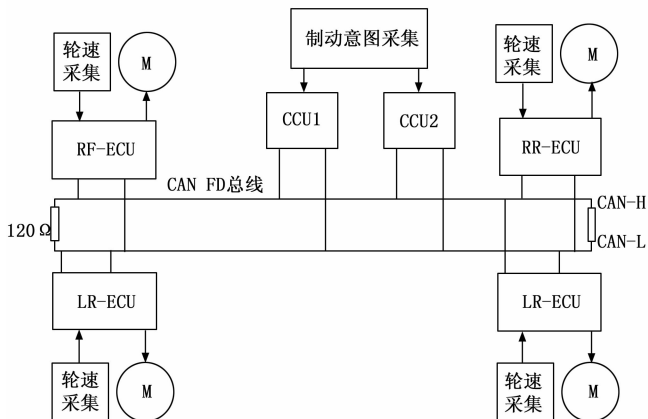 制动意图采集
轮速
采集
M
轮速
采集
M
CCU1
CCU2
RF-ECU
RR-ECU
CAN FD总线
CAN-H
120 Ω
CAN-L
LR-ECU
LR-ECU
轮速
采集
M
轮速
采集
M